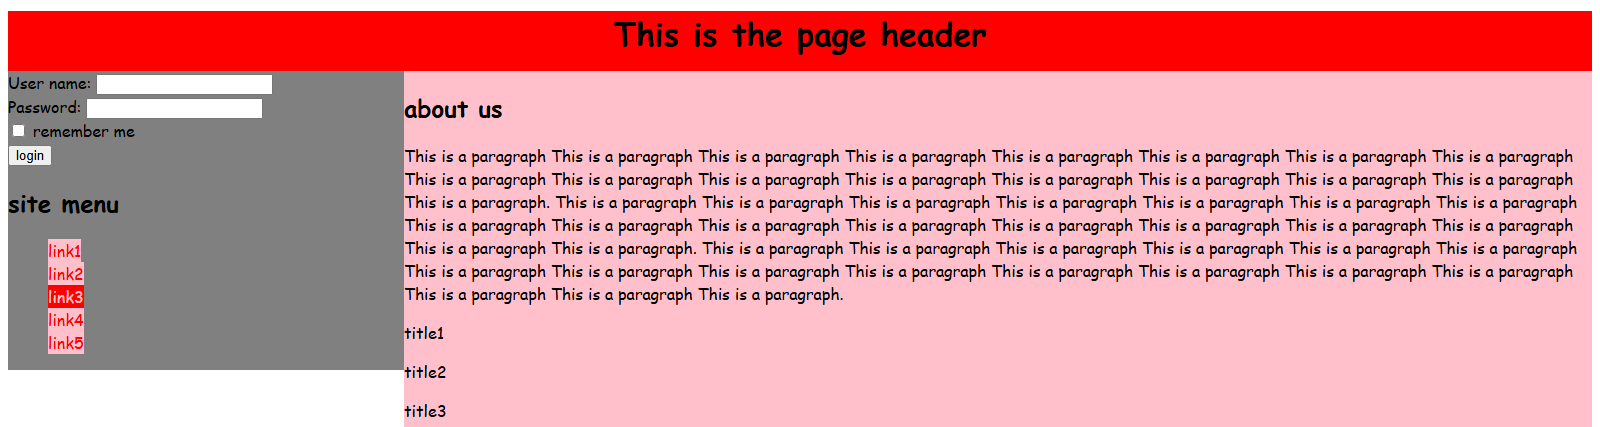 This is the page header
User name:
Password:
remember me
login
site menu
link1
link2
link3
link4
link5
about us
This is a paragraph This is a paragraph This is a paragraph This is a paragraph This is a paragraph This is a paragraph This is a paragraph This is a paragraph
This is a paragraph This is a paragraph This is a paragraph This is a paragraph This is a paragraph This is a paragraph This is a paragraph This is a paragraph
This is a paragraph. This is a paragraph This is a paragraph This is a paragraph This is a paragraph This is a paragraph This is a paragraph This is a paragraph
This is a paragraph This is a paragraph This is a paragraph This is a paragraph This is a paragraph This is a paragraph This is a paragraph This is a paragraph
This is a paragraph This is a paragraph. This is a paragraph This is a paragraph This is a paragraph This is a paragraph This is a paragraph This is a paragraph
This is a paragraph This is a paragraph This is a paragraph This is a paragraph This is a paragraph This is a paragraph This is a paragraph This is a paragraph
This is a paragraph This is a paragraph This is a paragraph.
title1
title2
title3